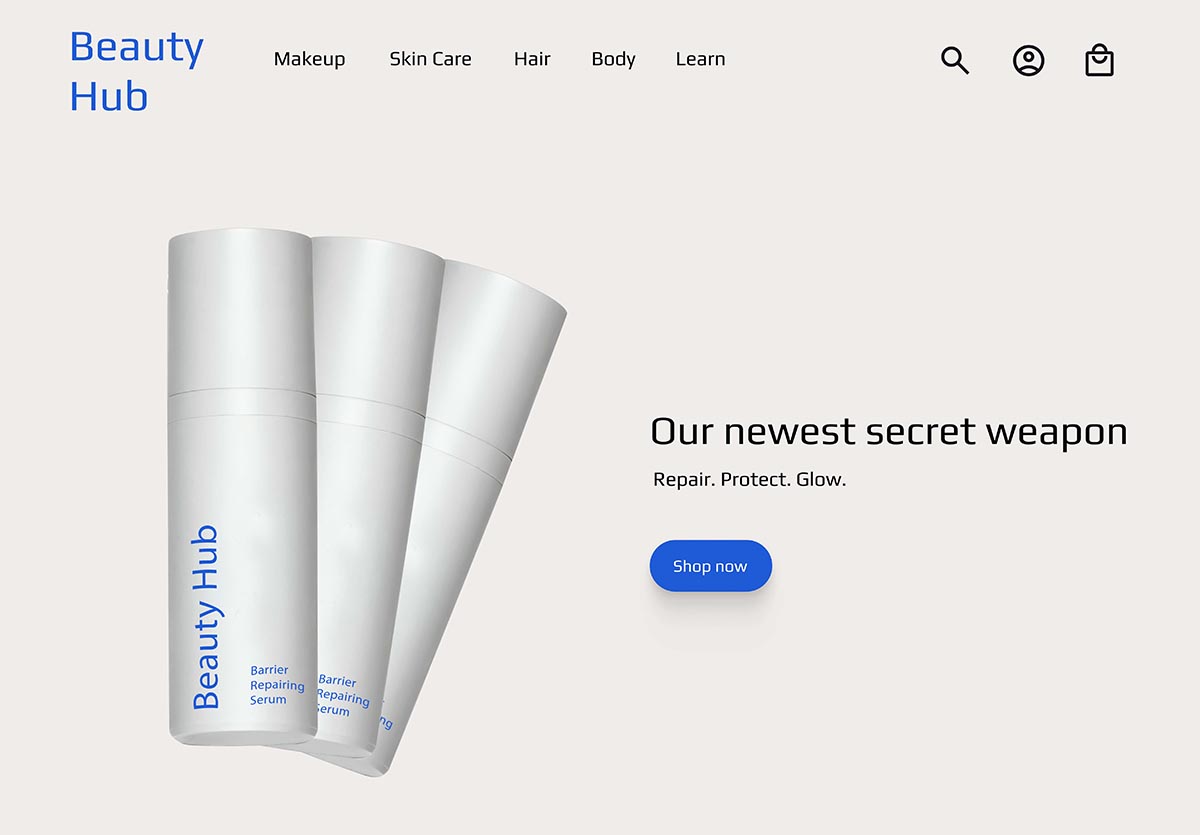 Beauty
Hub
Makeup
Skin Care
Hair
Body
Learn
Our newest secret weapon
Repair. Protect. Glow.
Shop now
Beauty Hub
Barrier
Repairing
Serum
Barrier
Repairing
Serum
ng